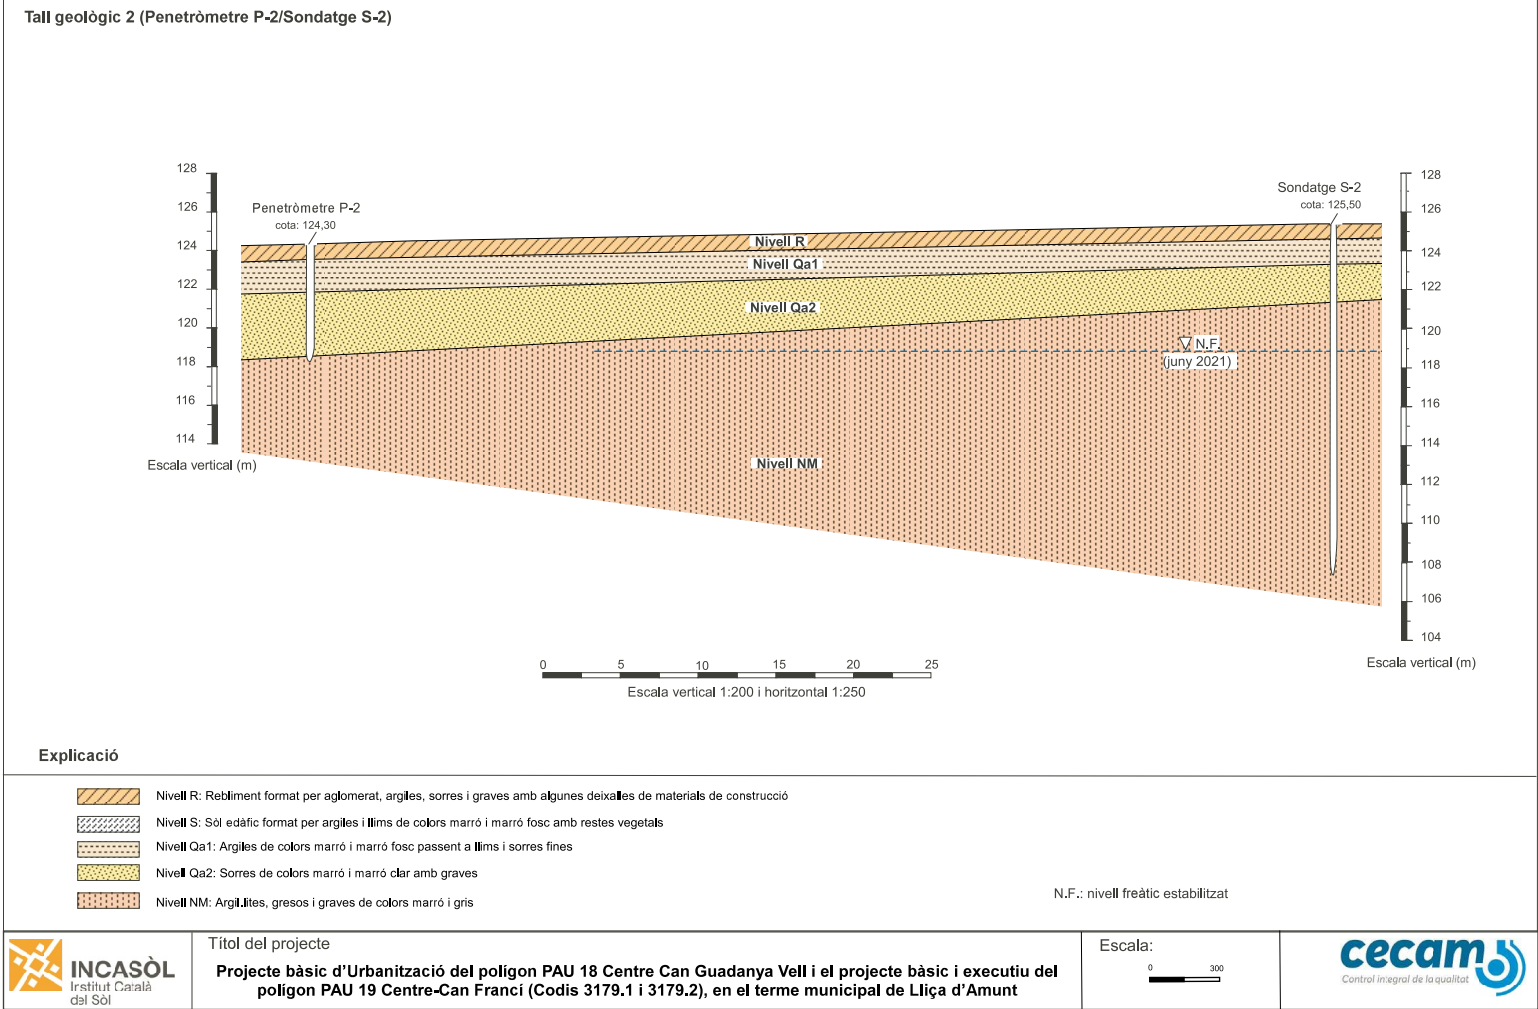 Tall geològic 2 (Penetròmetre P-2/Sondatge S-2)
128
126
124
122
120
118
116
114
Escala vertical (m)
Penetròmetre P-2
cota: 124,30
Nivell R
Nivell Qa1
Nivell Qa2
Nivell NM
N.F.
(juny 2021)
Sondatge S-2
cota: 125,50
128
126
124
122
120
118
116
114
112
110
108
106
104
Escala vertical (m)
0 5 10 15 20 25
Escala vertical 1:200 i horitzontal 1:250
Explicació
Nivell R: Rebliment format per aglomerat, argiles, sorres i graves amb algunes deixalles de materials de construcció
Nivell S: Sòl edàfic format per argiles i llims de colors marró i marró fosc amb restes vegetals
Nivell Qa1: Argiles de colors marró i marró fosc passent a llims i sorres fines
Nivell Qa2: Sorres de colors marró i marró clar amb graves
Nivell NM: Argil.lites, gresos i graves de colors marró i gris
N.F.: nivell freàtic estabilitzat
INCASÒL
Institut Català
del Sòl
Títol del projecte
Projecte bàsic d'Urbanització del polígon PAU 18 Centre Can Guadanya Vell i el projecte bàsic i executiu del
polígon PAU 19 Centre-Can Francí (Codis 3179.1 i 3179.2), en el terme municipal de Lliça d'Amunt
Escala:
0 300
cecam
Control integral de la qualitat